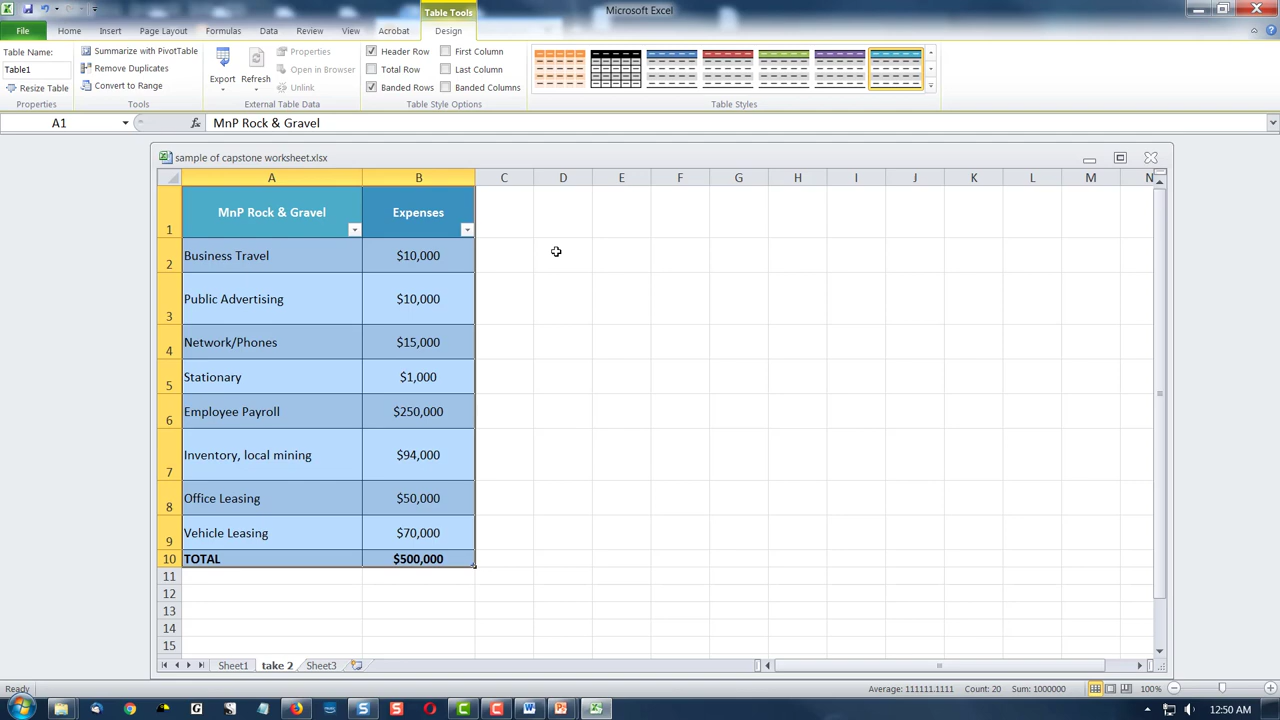 Table Tools
Microsoft Excel
File
Home
Insert
Page Layout
Formulas
Data
Review
View
Acrobat
Design
Table Name:
Table1
Resize Table
Properties
Summarize with PivotTable
Remove Duplicates
Convert to Range
Tools
Export
Refresh
Properties
Open in Browser
Unlink
External Table Data
Header Row
Total Row
Banded Rows
First Column
Last Column
Banded Columns
Table Style Options
Table Styles
A1
fx
MnP Rock & Gravel
sample of capstone worksheet.xlsx
A B C D E F G H I J K L M N
1 MnP Rock & Gravel Expenses
2 Business Travel $10,000
3 Public Advertising $10,000
4 Network/Phones $15,000
5 Stationary $1,000
6 Employee Payroll $250,000
7 Inventory, local mining $94,000
8 Office Leasing $50,000
9 Vehicle Leasing $70,000
10 TOTAL $500,000
11
12
13
14
15
Sheet1 take 2 Sheet3
Ready
Average: 111111.1111 Count: 20 Sum: 1000000
100%
12:50 AM